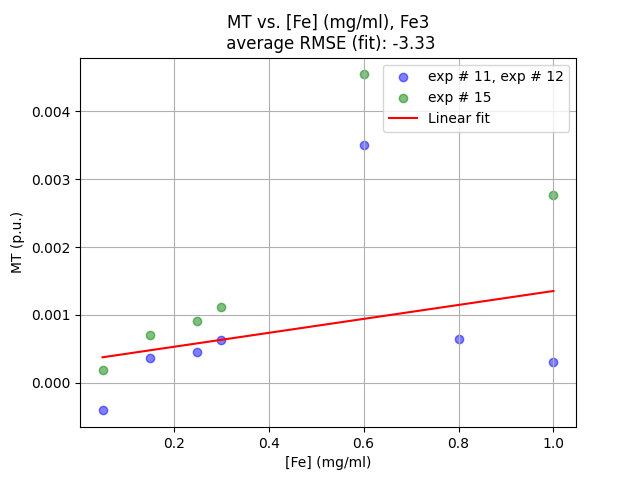 MT vs. [Fe] (mg/ml), Fe3
average RMSE (fit): -3.33
exp # 11, exp # 12
exp # 15
Linear fit
0.004
0.003
0.002
0.001
0.000
MT (p.u.)
0.2 0.4 0.6 0.8 1.0
[Fe] (mg/ml)